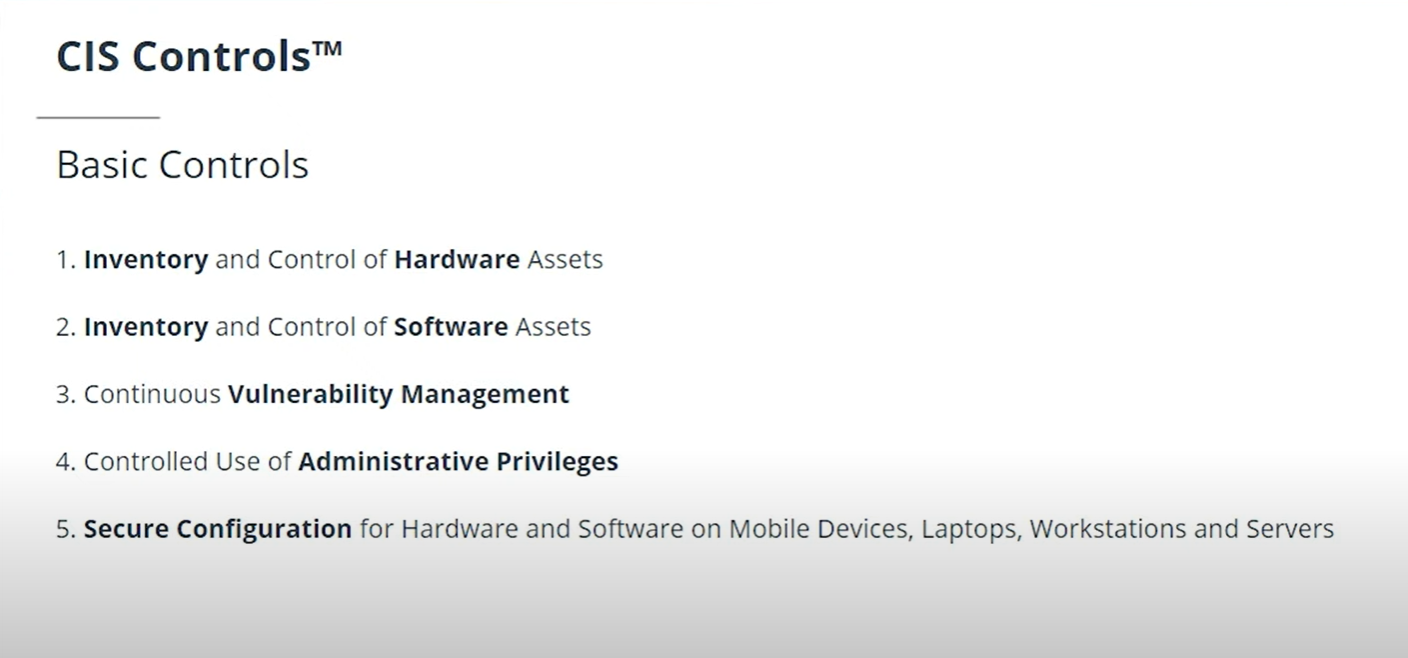 CIS Controls™
Basic Controls
1. Inventory and Control of Hardware Assets
2. Inventory and Control of Software Assets
3. Continuous Vulnerability Management
4. Controlled Use of Administrative Privileges
5. Secure Configuration for Hardware and Software on Mobile Devices, Laptops, Workstations and Servers